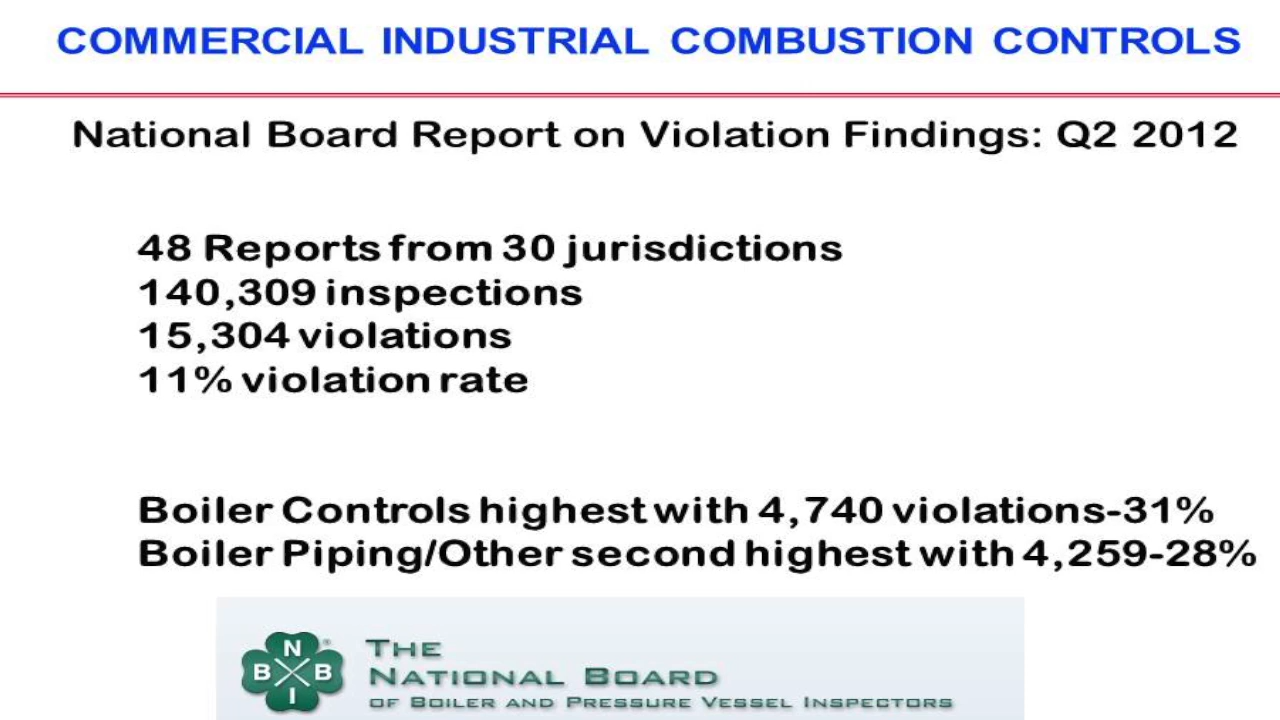 COMMERCIAL INDUSTRIAL COMBUSTION CONTROLS
National Board Report on Violation Findings: Q2 2012
48 Reports from 30 jurisdictions
140,309 inspections
15,304 violations
11% violation rate
Boiler Controls highest with 4,740 violations-31%
Boiler Piping/Other second highest with 4,259-28%
N
B B
I
®
THE
NATIONAL BOARD
OF BOILER AND PRESSURE VESSEL INSPECTORS